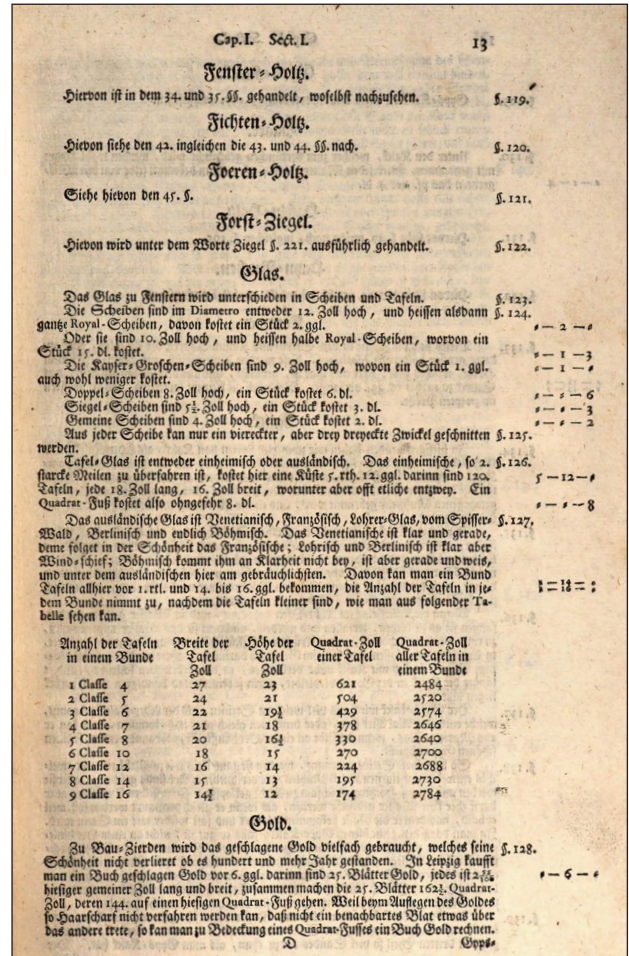 Cap. I. Sect. I. 13
Fenster-Holtz.
Hiervon ist in dem 34. und 35. §§. gehandelt, woselbst nachzusehen. §. 119.
Fichten-Holtz.
Hievon siehe den 42. ingleichen die 43. und 44. §§. nach. §. 120.
Foeren-Holtz.
Siehe hievon den 45. §. §. 121.
Forst-Ziegel.
Hievon wird unter dem Worte Ziegel §. 221. ausführlich gehandelt. §. 122.
Glas.
Das Glas zu Fenstern wird unterschieden in Scheiben und Tafeln. §. 123.
Die Scheiben sind im Diametro entweder 12. Zoll hoch, und heissen alsdann §. 124.
gantze Royal-Scheiben, davon kostet ein Stück 2. ggl. - 2 -
Oder sie sind 10. Zoll hoch, und heissen halbe Royal-Scheiben, worvon ein
Stück 15. dl. kostet. - 1 - 3
Die Kayser-Groschen-Scheiben sind 9. Zoll hoch, wovon ein Stück 1. ggl. - 1 -
auch wohl weniger kostet.
Doppel-Scheiben 8. Zoll hoch, ein Stück kostet 6. dl. - - 6
Siegel-Scheiben sind 5½. Zoll hoch, ein Stück kostet 3. dl. - - 3
Gemeine Scheiben sind 4. Zoll hoch, ein Stück kostet 2. dl. - - 2
Aus jeder Scheibe kan nur ein viereckter, aber drey dreyeckte Zwickel geschnitten §. 125.
werden.
Tafel-Glas ist entweder einheimisch oder ausländisch. Das einheimische, so 2. §. 126.
starcke Meilen zu überfahren ist, kostet hier eine Küste 5. rth. 12. ggl. darinn sind 120. 5 - 12 -
Tafeln, jede 18. Zoll lang, 16. Zoll breit, worunter aber offt etliche entzwey. Ein
Quadrat-Fuß kostet also ohngefehr 8. dl. - - 8
Das ausländische Glas ist Venetianisch, Französisch, Lohrer-Glas, vom Spisser- §. 127.
Wald, Berlinisch und endlich Böhmisch. Das Venetianische ist klar und gerade,
deme folget in der Schönheit das Französische; Lohrisch und Berlinisch ist klar aber
Wind-schief; Böhmisch kommt ihm an Klarheit nicht bey, ist aber gerade und weis,
und unter dem ausländischen hier am gebräuchlichsten. Davon kan man ein Bund
Tafeln allhier vor 1. rtl. und 14. bis 16. ggl. bekommen, die Anzahl der Tafeln in je- - 14 -
dem Bunde nimmt zu, nachdem die Tafeln kleiner sind, wie man aus folgender Ta- - 16 -
belle sehen kan.
Anzahl der Tafeln Breite der Höhe der Quadrat-Zoll Quadrat-Zoll
in einem Bunde Tafel Tafel einer Tafel aller Tafeln in
Zoll Zoll einem Bunde
1 Classe 4 27 23 621 2484
2 Classe 5 24 21 504 2520
3 Classe 6 22 19½ 429 2574
4 Classe 7 21 18 378 2646
5 Classe 8 20 16½ 330 2640
6 Classe 10 18 15 270 2700
7 Classe 12 16 14 224 2688
8 Classe 14 15 13 195 2730
9 Classe 16 14½ 12 174 2784
Gold.
Zu Bau-Zierden wird das geschlagene Gold vielfach gebraucht, welches seine §. 128.
Schönheit nicht verlieret ob es hundert und mehr Jahr gestanden. In Leipzig kaufft
man ein Buch geschlagen Gold vor 6. ggl. darinn sind 25. Blätter Gold, jedes ist - 6 -
hiesiger gemeiner Zoll lang und breit, zusammen machen die 25. Blätter 162½. Quadrat-
Zoll, deren 144. auf einen hiesigen Quadrat-Fuß gehen. Weil beym Auflegen des Goldes
so Haarscharf nicht verfahren werden kan, daß nicht ein benachbartes Blat etwas über
das andere trete, so kan man zu Bedeckung eines Quadrat-Fusses ein Buch Gold rechnen.
D Gyps-